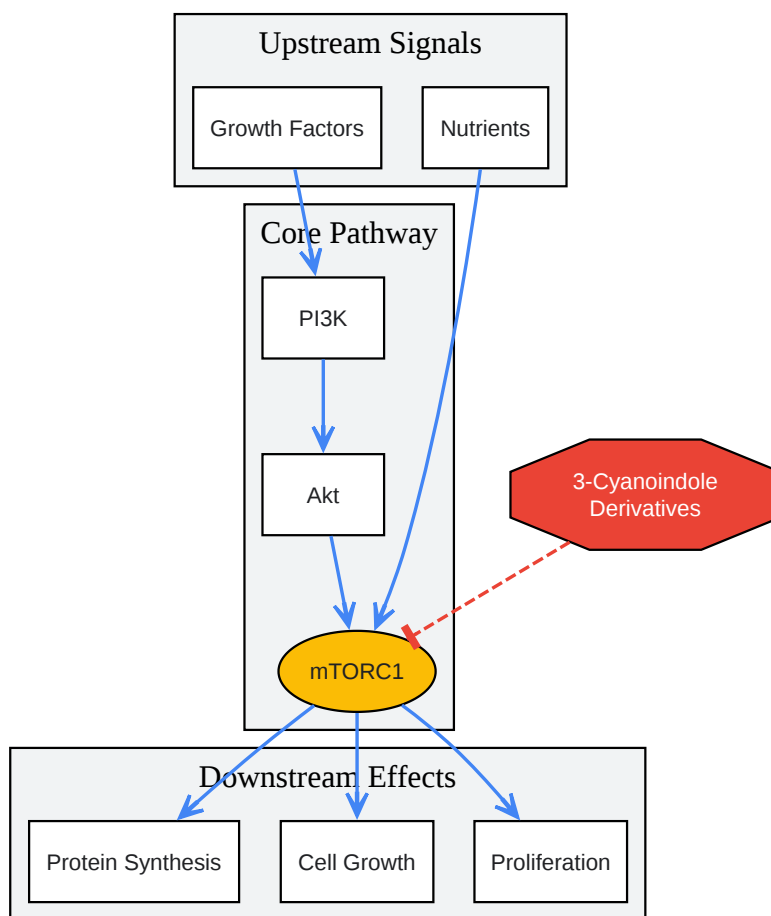 Upstream Signals
Growth Factors
Nutrients
Core Pathway
PI3K
Akt
3-Cyanoindole
Derivatives
mTORC1
Downstream Effects
Protein Synthesis
Cell Growth
Proliferation